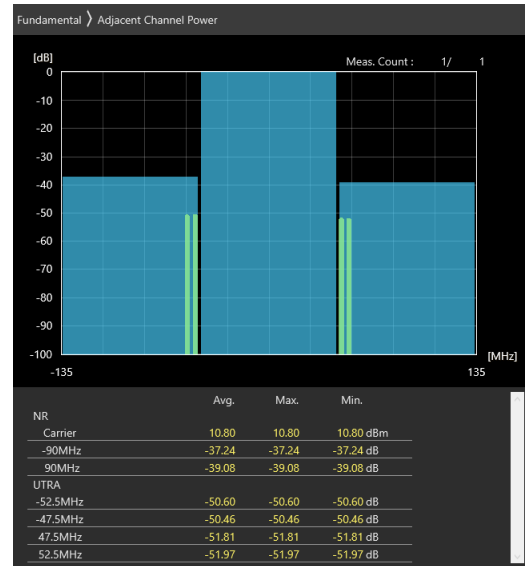 Fundamental 〉 Adjacent Channel Power
[dB]
Meas. Count : 1/ 1
0
-10
-20
-30
-40
-50
-60
-70
-80
-90
-100
[MHz]
-135 135
Avg. Max. Min.
NR
Carrier 10.80 10.80 10.80 dBm
-90MHz -37.24 -37.24 -37.24 dB
90MHz -39.08 -39.08 -39.08 dB
UTRA
-52.5MHz -50.60 -50.60 -50.60 dB
-47.5MHz -50.46 -50.46 -50.46 dB
47.5MHz -51.81 -51.81 -51.81 dB
52.5MHz -51.97 -51.97 -51.97 dB